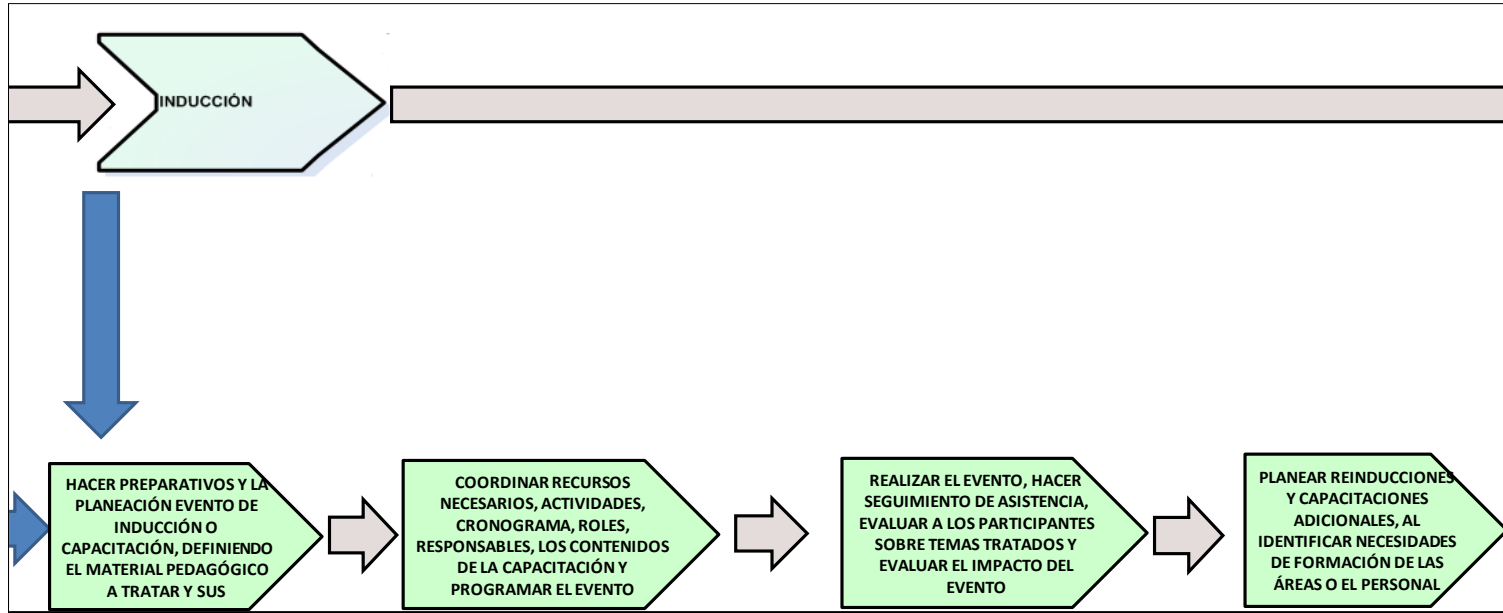 INDUCCIÓN
HACER PREPARATIVOS Y LA
PLANEACIÓN EVENTO DE
INDUCCIÓN O
CAPACITACIÓN, DEFINIENDO
EL MATERIAL PEDAGÓGICO
A TRATAR Y SUS
COORDINAR RECURSOS
NECESARIOS, ACTIVIDADES,
CRONOGRAMA, ROLES,
RESPONSABLES, LOS CONTENIDOS
DE LA CAPACITACIÓN Y
PROGRAMAR EL EVENTO
REALIZAR EL EVENTO, HACER
SEGUIMIENTO DE ASISTENCIA,
EVALUAR A LOS PARTICIPANTES
SOBRE TEMAS TRATADOS Y
EVALUAR EL IMPACTO DEL
EVENTO
PLANEAR REINDUCCIONES
Y CAPACITACIONES
ADICIONALES, AL
IDENTIFICAR NECESIDADES
DE FORMACIÓN DE LAS
ÁREAS O EL PERSONAL